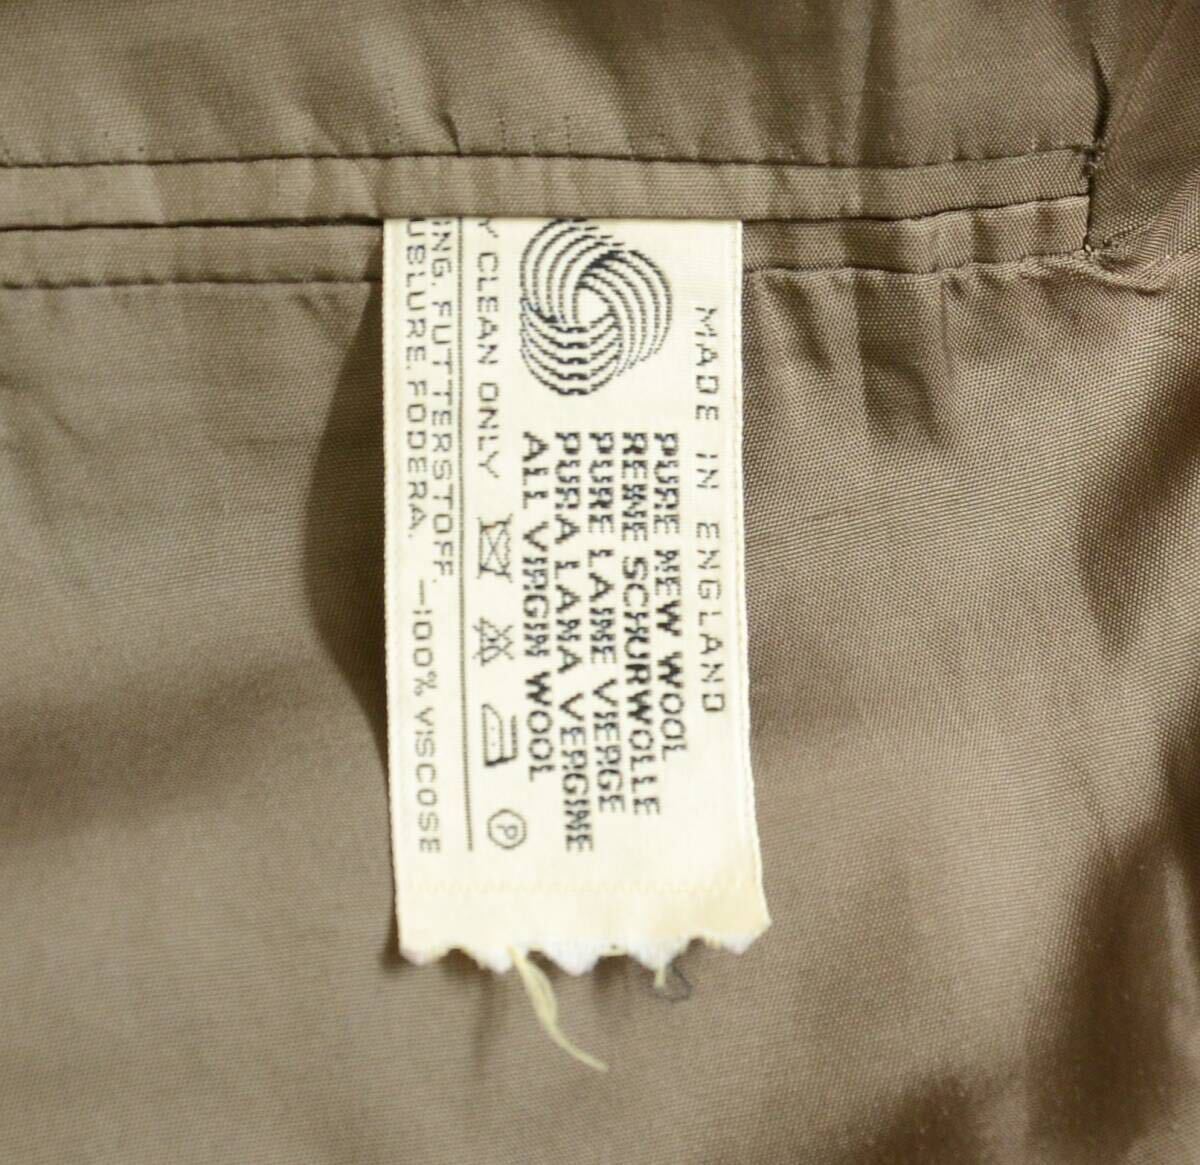 MADE IN ENGLAND
PURE NEW WOOL
REINE SCHURWOLLE
PURE LAINE VIERGE
PURA LANA VERGINE
ALL VIRGIN WOOL
Y CLEAN ONLY
P
ING. FUTTERSTOFF.
UBLURE. FODERA. —100% VISCOSE